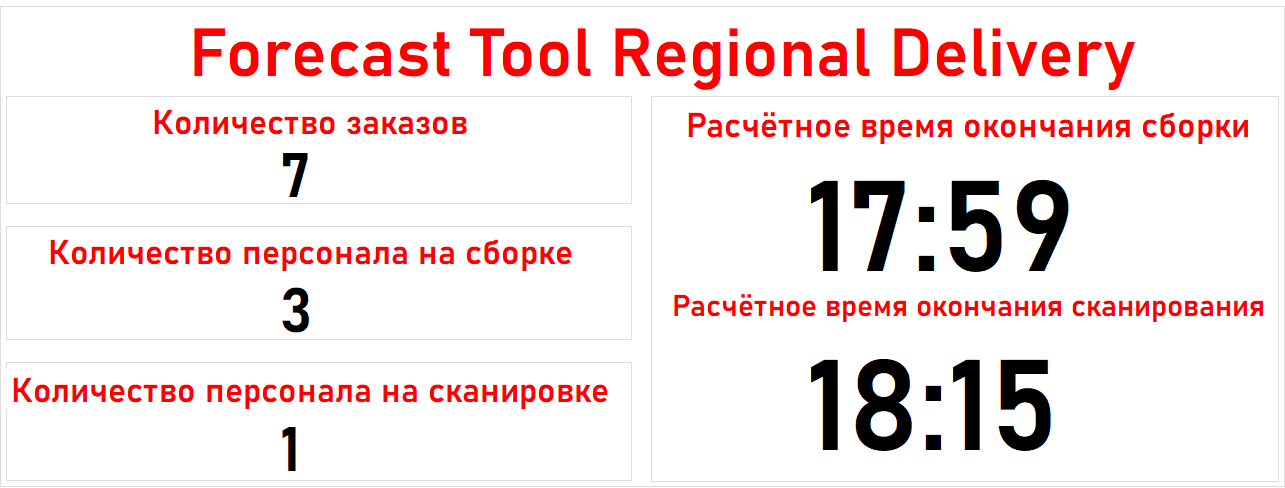 Forecast Tool Regional Delivery
Количество заказов
7
Количество персонала на сборке
3
Количество персонала на сканировке
1
Расчётное время окончания сборки
17:59
Расчётное время окончания сканирования
18:15